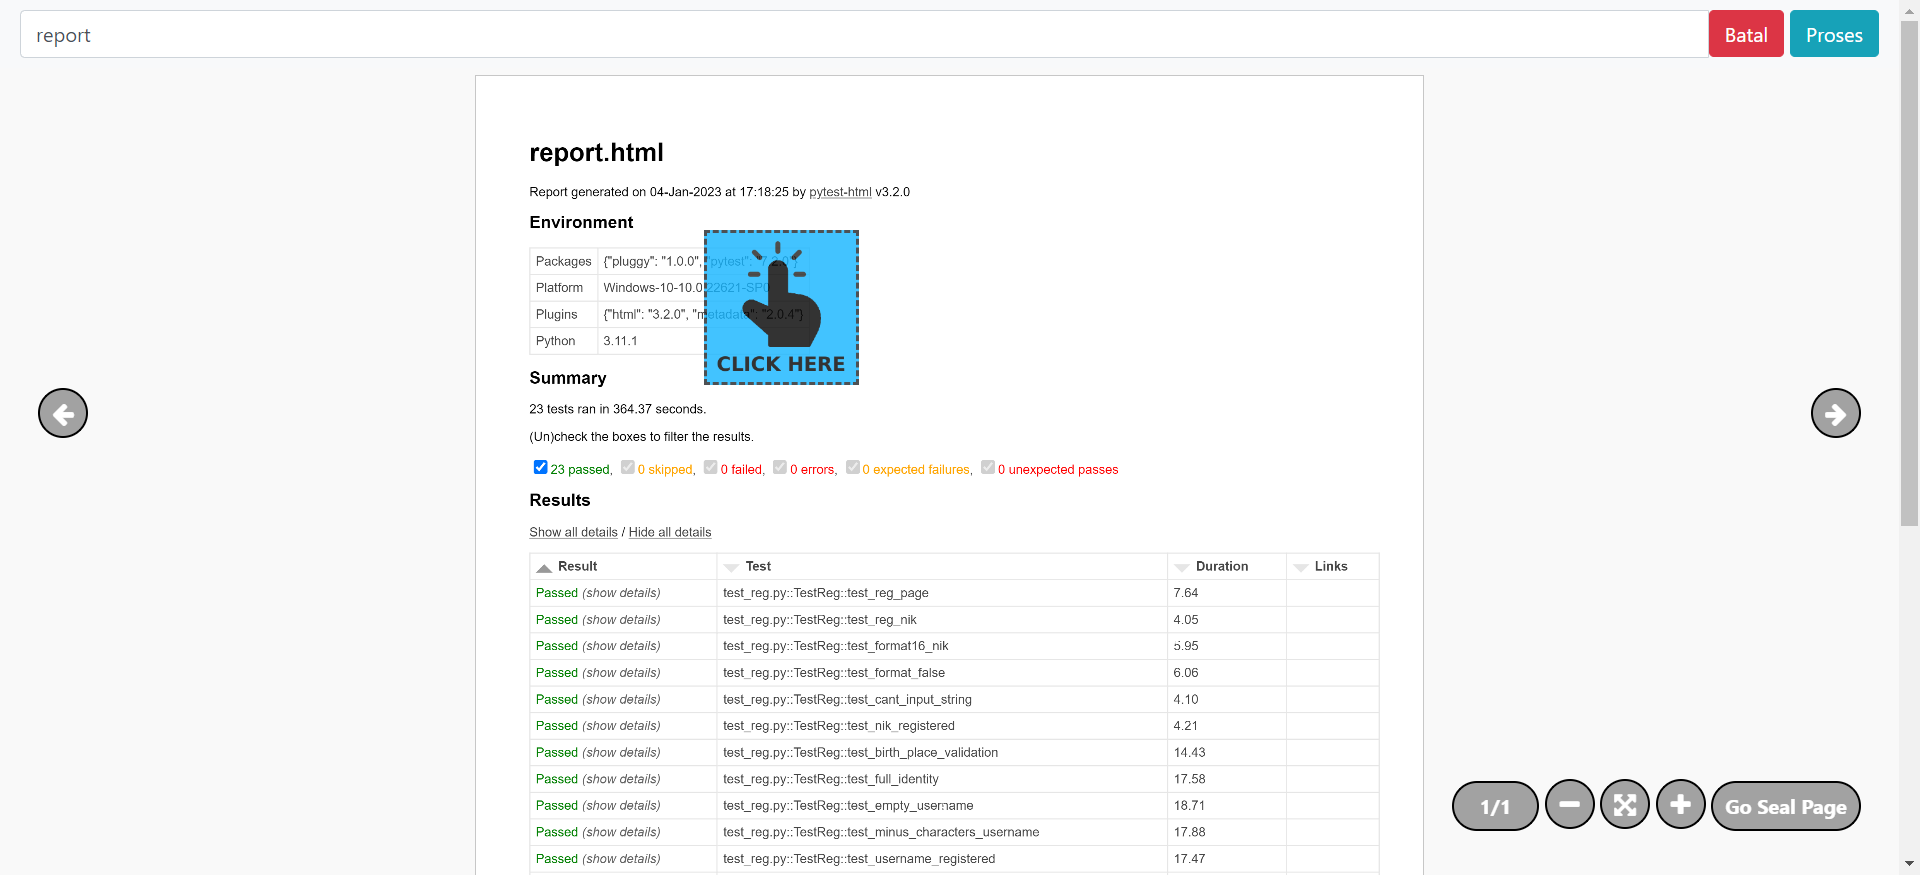 report
Batal
Proses
report.html
Report generated on 04-Jan-2023 at 17:18:25 by pytest-html v3.2.0
Environment
Packages {"pluggy": "1.0.0", "pytest": "7.2.0"}
Platform Windows-10-10.0.22621-SP0
Plugins {"html": "3.2.0", "metadata": "2.0.4"}
Python 3.11.1
CLICK HERE
Summary
23 tests ran in 364.37 seconds.
(Un)check the boxes to filter the results.
23 passed, 0 skipped, 0 failed, 0 errors, 0 expected failures, 0 unexpected passes
Results
Show all details / Hide all details
Result Test Duration Links
Passed (show details) test_reg.py::TestReg::test_reg_page 7.64
Passed (show details) test_reg.py::TestReg::test_reg_nik 4.05
Passed (show details) test_reg.py::TestReg::test_format16_nik 5.95
Passed (show details) test_reg.py::TestReg::test_format_false 6.06
Passed (show details) test_reg.py::TestReg::test_cant_input_string 4.10
Passed (show details) test_reg.py::TestReg::test_nik_registered 4.21
Passed (show details) test_reg.py::TestReg::test_birth_place_validation 14.43
Passed (show details) test_reg.py::TestReg::test_full_identity 17.58
Passed (show details) test_reg.py::TestReg::test_empty_username 18.71
Passed (show details) test_reg.py::TestReg::test_minus_characters_username 17.88
Passed (show details) test_reg.py::TestReg::test_username_registered 17.47
1/1
Go Seal Page